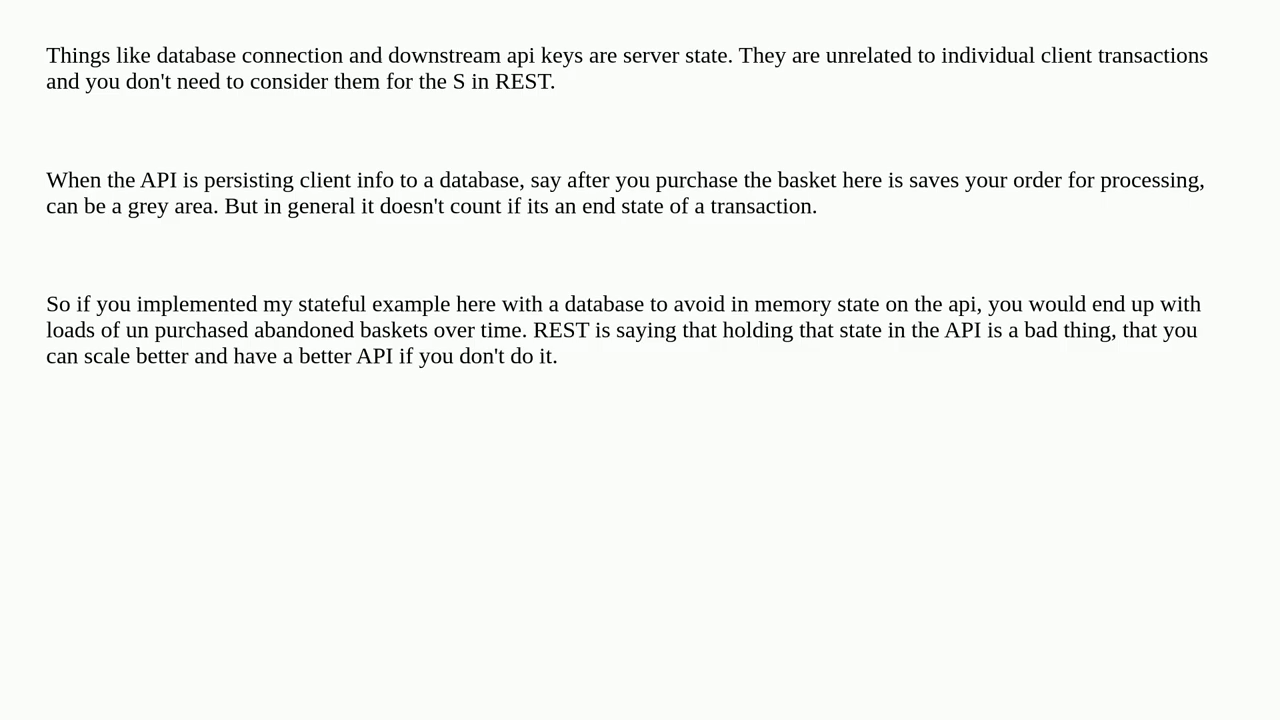 Things like database connection and downstream api keys are server state. They are unrelated to individual client transactions
and you don't need to consider them for the S in REST.
When the API is persisting client info to a database, say after you purchase the basket here is saves your order for processing,
can be a grey area. But in general it doesn't count if its an end state of a transaction.
So if you implemented my stateful example here with a database to avoid in memory state on the api, you would end up with
loads of un purchased abandoned baskets over time. REST is saying that holding that state in the API is a bad thing, that you
can scale better and have a better API if you don't do it.